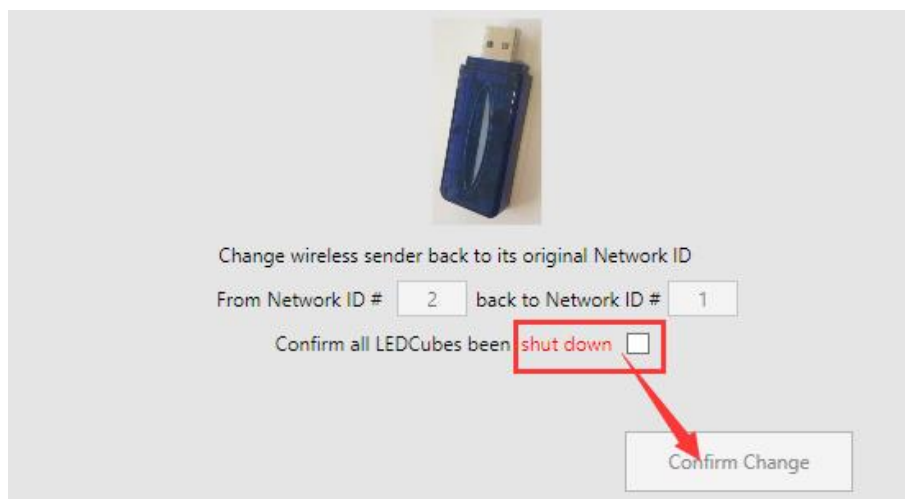 Change wireless sender back to its original Network ID
From Network ID # 2 back to Network ID # 1
Confirm all LEDCubes been shut down
Confirm Change